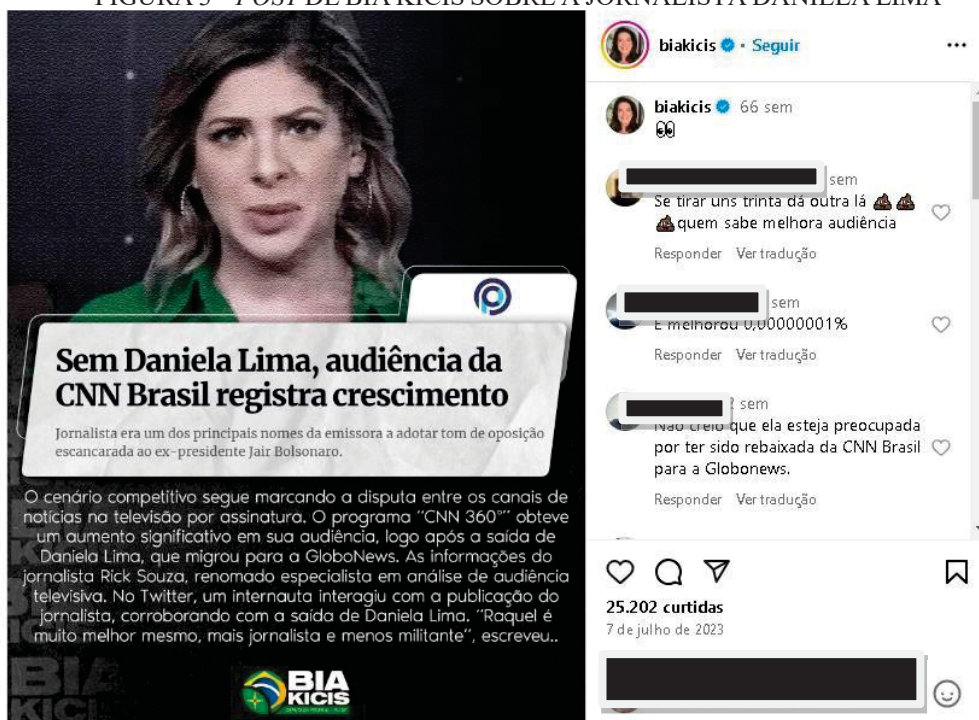 FIGURA 5 - POST DE BIA KICIS SOBRE A JORNALISTA DANIELA LIMA
Sem Daniela Lima, audiência da
CNN Brasil registra crescimento
Jornalista era um dos principais nomes da emissora a adotar tom de oposição
escancarada ao ex-presidente Jair Bolsonaro.
O cenário competitivo segue marcando a disputa entre os canais de
notícias na televisão por assinatura. O programa "CNN 360°" obteve
um aumento significativo em sua audiência, logo após a saída de
Daniela Lima, que migrou para a GloboNews. As informações do
jornalista Rick Souza, renomado especialista em análise de audiência
televisiva. No Twitter, um internauta interagiu com a publicação do
jornalista, corroborando com a saída de Daniela Lima. "Raquel é
muito melhor mesmo, mais jornalista e menos militante", escreveu..
BIA
KICIS
biakicis • Seguir
biakicis 66 sem
👀
sem
Se tirar uns trinta dá outra lá 💩💩
💩quem sabe melhora audiência
Responder Ver tradução
sem
E melhorou 0,00000001%
Responder Ver tradução
sem
Não creio que ela esteja preocupada
por ter sido rebaixada da CNN Brasil
para a Globonews.
Responder Ver tradução
25.202 curtidas
7 de julho de 2023